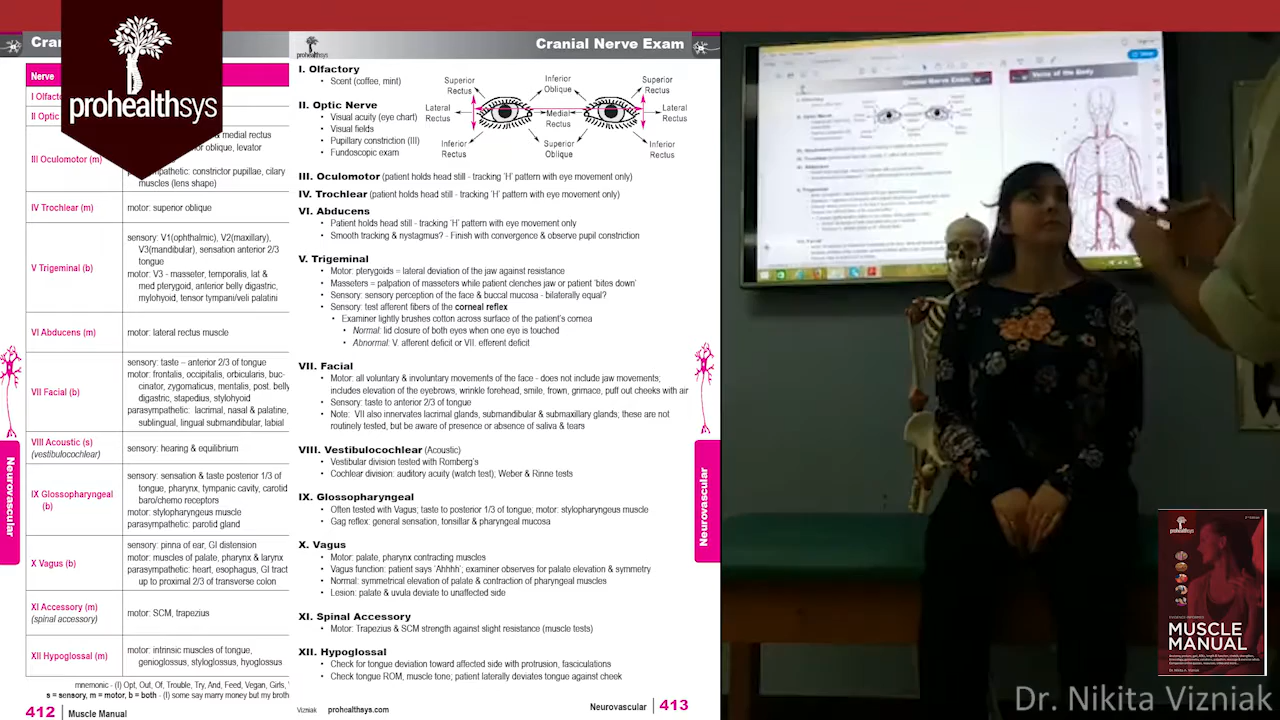 prohealthsys
Cra
Nerve
I Olfact
II Optic
& medial rectus
III Oculomotor (m)
or oblique, levator
mpathetic: constrictor pupillae, cilary
muscles (lens shape)
IV Trochlear (m)
motor: superior oblique
V Trigeminal (b)
sensory: V1(ophthalmic), V2(maxillary),
V3(mandibular), sensation anterior 2/3
tongue
motor: V3 - masseter, temporalis, lat &
med pterygoid, anterior belly digastric,
mylohyoid, tensor tympani/veli palatini
VI Abducens (m)
motor: lateral rectus muscle
VII Facial (b)
sensory: taste – anterior 2/3 of tongue
motor: frontalis, occipitalis, orbicularis, buc-
cinator, zygomaticus, mentalis, post. belly
digastric, stapedius, stylohyoid
parasympathetic: lacrimal, nasal & palatine,
sublingual, lingual submandibular, labial
VIII Acoustic (s)
(vestibulocochlear)
sensory: hearing & equilibrium
IX Glossopharyngeal
(b)
sensory: sensation & taste posterior 1/3 of
tongue, pharynx, tympanic cavity, carotid
baro/chemo receptors
motor: stylopharyngeus muscle
parasympathetic: parotid gland
X Vagus (b)
sensory: pinna of ear, GI distension
motor: muscles of palate, pharynx & larynx
parasympathetic: heart, esophagus, GI tract
up to proximal 2/3 of transverse colon
XI Accessory (m)
(spinal accessory)
motor: SCM, trapezius
XII Hypoglossal (m)
motor: intrinsic muscles of tongue,
genioglossus, styloglossus, hyoglossus
mnemonic - (I) Opt, Out, Of, Trouble, Try, And, Feed, Vegan, Girls,
s = sensory, m = motor, b = both - (I) some say marry money but my broth
412 Muscle Manual
Neurovascular
prohealthsys
Cranial Nerve Exam
I. Olfactory
• Scent (coffee, mint)
II. Optic Nerve
• Visual acuity (eye chart)
• Visual fields
• Pupillary constriction (III)
• Fundoscopic exam
Superior
Rectus
Inferior
Oblique
Superior
Rectus
Lateral
Rectus
Medial
Rectus
Lateral
Rectus
Inferior
Rectus
Superior
Oblique
Inferior
Rectus
III. Oculomotor (patient holds head still - tracking 'H' pattern with eye movement only)
IV. Trochlear (patient holds head still - tracking 'H' pattern with eye movement only)
VI. Abducens
• Patient holds head still - tracking 'H' pattern with eye movement only
• Smooth tracking & nystagmus? - Finish with convergence & observe pupil constriction
V. Trigeminal
• Motor: pterygoids = lateral deviation of the jaw against resistance
• Masseters = palpation of masseters while patient clenches jaw or patient 'bites down'
• Sensory: sensory perception of the face & buccal mucosa - bilaterally equal?
• Sensory: test afferent fibers of the corneal reflex
• Examiner lightly brushes cotton across surface of the patient's cornea
• Normal: lid closure of both eyes when one eye is touched
• Abnormal: V. afferent deficit or VII. efferent deficit
VII. Facial
• Motor: all voluntary & involuntary movements of the face - does not include jaw movements;
includes elevation of the eyebrows, wrinkle forehead, smile, frown, grimace, puff out cheeks with air
• Sensory: taste to anterior 2/3 of tongue
• Note: VII also innervates lacrimal glands, submandibular & submaxillary glands; these are not
routinely tested, but be aware of presence or absence of saliva & tears
VIII. Vestibulocochlear (Acoustic)
• Vestibular division tested with Romberg's
• Cochlear division: auditory acuity (watch test); Weber & Rinne tests
IX. Glossopharyngeal
• Often tested with Vagus; taste to posterior 1/3 of tongue; motor: stylopharyngeus muscle
• Gag reflex: general sensation, tonsillar & pharyngeal mucosa
X. Vagus
• Motor: palate, pharynx contracting muscles
• Vagus function: patient says 'Ahhhh'; examiner observes for palate elevation & symmetry
• Normal: symmetrical elevation of palate & contraction of pharyngeal muscles
• Lesion: palate & uvula deviate to unaffected side
XI. Spinal Accessory
• Motor: Trapezius & SCM strength against slight resistance (muscle tests)
XII. Hypoglossal
• Check for tongue deviation toward affected side with protrusion, fasciculations
• Check tongue ROM, muscle tone; patient laterally deviates tongue against cheek
Vizniak prohealthsys.com
Neurovascular 413
Neurovascular
Cranial Nerve Exam
Veins of the Body
MUSCLE
MANUAL
Dr. Nikita A. Vizniak
Dr. Nikita Vizniak